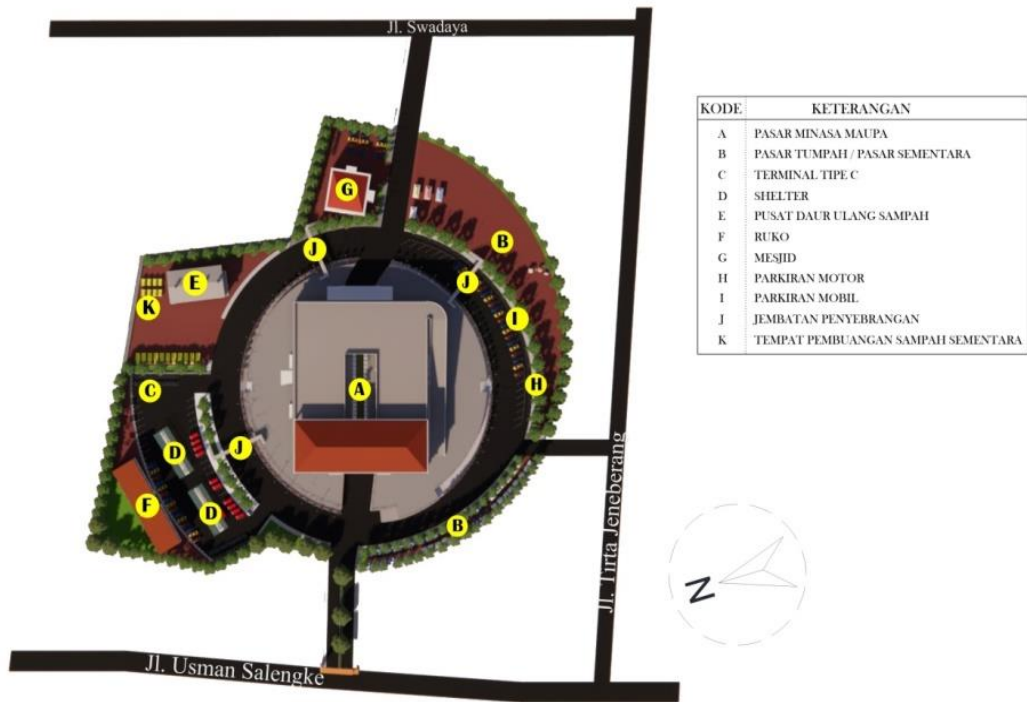 Jl. Swadaya
KODE KETERANGAN
A PASAR MINASA MAUPA
B PASAR TUMPAH / PASAR SEMENTARA
C TERMINAL TIPE C
D SHELTER
E PUSAT DAUR ULANG SAMPAH
F RUKO
G MESJID
H PARKIRAN MOTOR
I PARKIRAN MOBIL
J JEMBATAN PENYEBRANGAN
K TEMPAT PEMBUANGAN SAMPAH SEMENTARA
G
J
B
J
E
K
I
C
A
H
J
D
F
D
B
Jl. Tirta Jeneberang
N
Jl. Usman Salengke